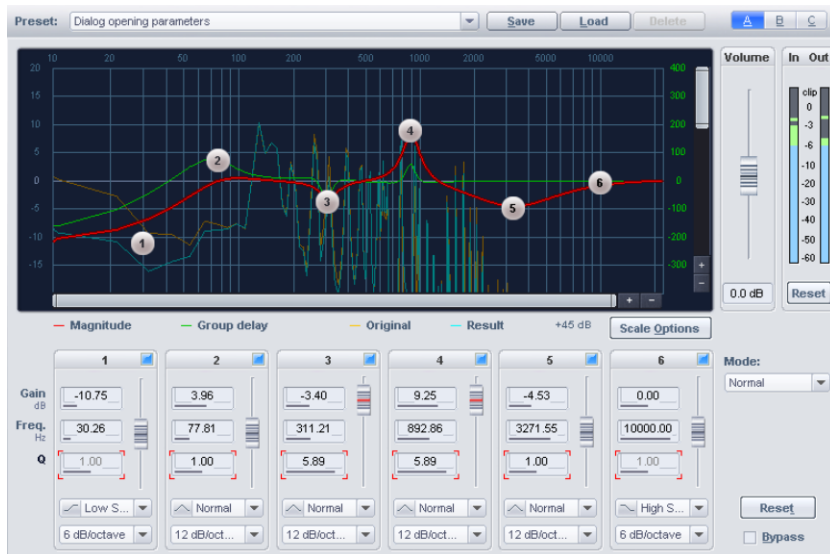 Preset: Dialog opening parameters Save Load Delete A B C
Volume In Out
10 50 100 200 500 1000 2000 5000 10000
20 15 10 5 0 -5 -10 -15
400 300 200 100 0 -100 -200 -300
1 2 3 4 5 6
+ -
+ -
clip 0 -3 -6 -10 -20 -30 -40 -50 -60
0.0 dB Reset
Magnitude Group delay Original Result +45 dB Scale Options
1 2 3 4 5 6
Mode:
Normal
Gain dB -10.75 3.96 -3.40 9.25 -4.53 0.00
Freq. Hz 30.26 77.81 311.21 892.86 3271.55 10000.00
Q 1.00 1.00 5.89 5.89 1.00 1.00
Low S... Normal Normal Normal Normal High S...
6 dB/octave 12 dB/oct... 12 dB/oct... 12 dB/oct... 12 dB/oct... 6 dB/octave
Reset
Bypass